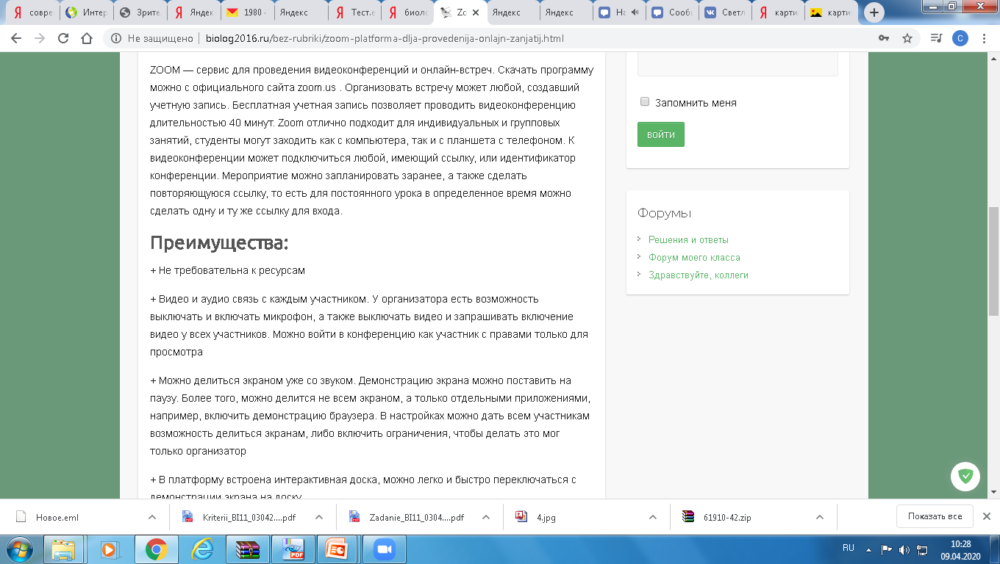 совре
Интер
Зрите
Яндек
1980
Яндекс
Тест.е
биоло
Zo
Яндекс
Яндекс
На
Сообщ
Светл
карти
карти
Не защищено
biolog2016.ru/bez-rubriki/zoom-platforma-dlja-provedenija-onlajn-zanjatij.html
С
ZOOM — сервис для проведения видеоконференций и онлайн-встреч. Скачать программу
можно с официального сайта zoom.us . Организовать встречу может любой, создавший
учетную запись. Бесплатная учетная запись позволяет проводить видеоконференцию
длительностью 40 минут. Zoom отлично подходит для индивидуальных и групповых
занятий, студенты могут заходить как с компьютера, так и с планшета с телефоном. К
видеоконференции может подключиться любой, имеющий ссылку, или идентификатор
конференции. Мероприятие можно запланировать заранее, а также сделать
повторяющуюся ссылку, то есть для постоянного урока в определенное время можно
сделать одну и ту же ссылку для входа.
Преимущества:
+ Не требовательна к ресурсам
+ Видео и аудио связь с каждым участником. У организатора есть возможность
выключать и включать микрофон, а также выключать видео и запрашивать включение
видео у всех участников. Можно войти в конференцию как участник с правами только для
просмотра
+ Можно делиться экраном уже со звуком. Демонстрацию экрана можно поставить на
паузу. Более того, можно делится не всем экраном, а только отдельными приложениями,
например, включить демонстрацию браузера. В настройках можно дать всем участникам
возможность делиться экранам, либо включить ограничения, чтобы делать это мог
только организатор
+ В платформу встроена интерактивная доска, можно легко и быстро переключаться с
демонстрации экрана на доску
Запомнить меня
войти
Форумы
Решения и ответы
Форум моего класса
Здравствуйте, коллеги
Новое.eml
Kriterii_BI11_03042....pdf
Zadanie_BI11_0304....pdf
4.jpg
61910-42.zip
Показать все
RU
10:28
09.04.2020